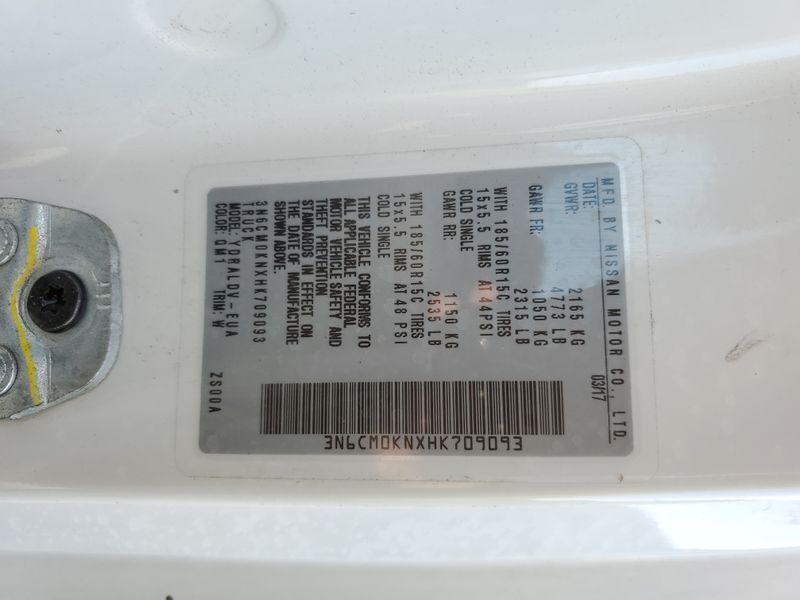 MFD. BY NISSAN MOTOR CO., LTD.
DATE: 03/17
GVWR: 2165 KG
4773 LB
GAWR FR: 1050 KG
2315 LB
WITH 185/60R15C TIRES
15x5.5 RIMS AT 44PSI
COLD SINGLE
GAWR RR: 1150 KG
2535 LB
WITH 185/60R15C TIRES
15x5.5 RIMS AT 48 PSI
COLD SINGLE
THIS VEHICLE CONFORMS TO
ALL APPLICABLE FEDERAL
MOTOR VEHICLE SAFETY AND
THEFT PREVENTION
STANDARDS IN EFFECT ON
THE DATE OF MANUFACTURE
SHOWN ABOVE.
3N6CM0KNXHK709093
TRUCK
MODEL: YDRALDV-EUA
COLOR: QM1 TRIM: W ZS00A
3N6CM0KNXHK709093